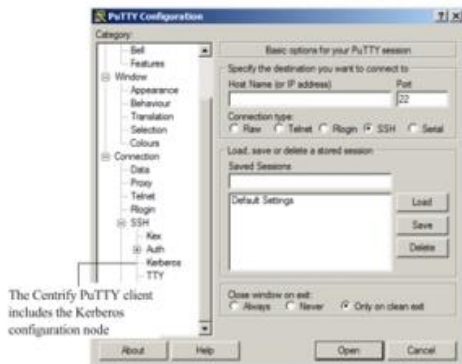 PuTTY Configuration
Category:
Bell
Features
Window
Appearance
Behaviour
Translation
Selection
Colours
Connection
Data
Proxy
Telnet
Rlogin
SSH
Kex
Auth
Kerberos
TTY
Basic options for your PuTTY session
Specify the destination you want to connect to
Host Name (or IP address)
Port
22
Connection type:
Raw
Telnet
Rlogin
SSH
Serial
Load, save or delete a stored session
Saved Sessions
Default Settings
Load
Save
Delete
Close window on exit:
Always
Never
Only on clean exit
About
Help
Open
Cancel
The Centrify PuTTY client
includes the Kerberos
configuration node